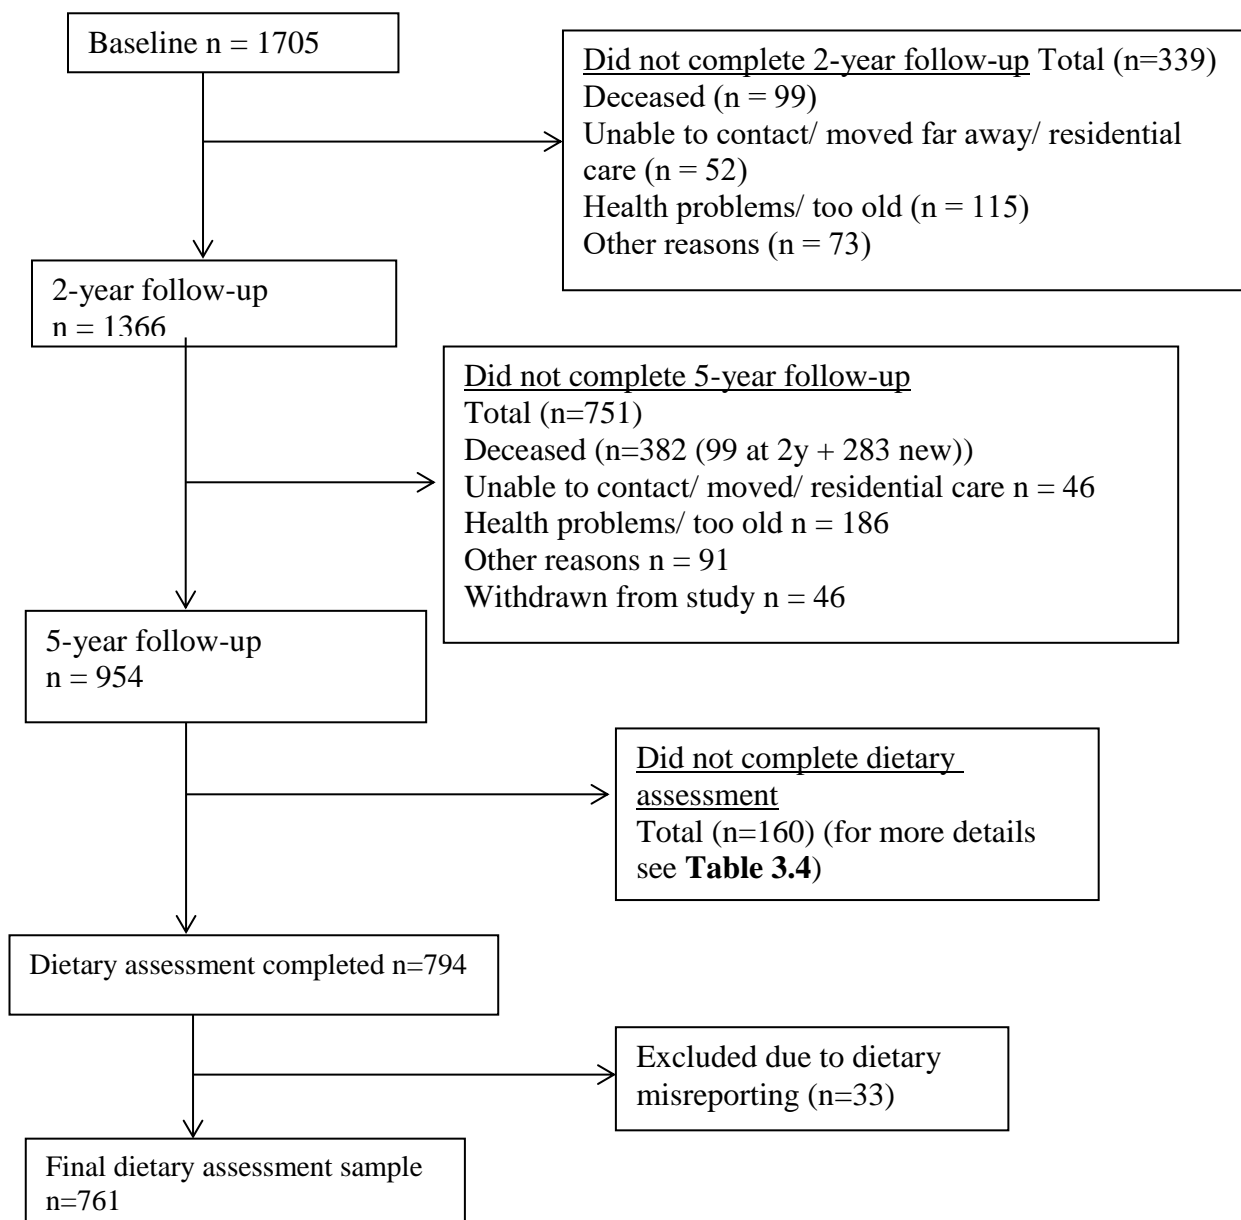 Baseline n = 1705
Did not complete 2-year follow-up Total (n=339)
Deceased (n = 99)
Unable to contact/ moved far away/ residential
care (n = 52)
Health problems/ too old (n = 115)
Other reasons (n = 73)
2-year follow-up
n = 1366
Did not complete 5-year follow-up
Total (n=751)
Deceased (n=382 (99 at 2y + 283 new))
Unable to contact/ moved/ residential care n = 46
Health problems/ too old n = 186
Other reasons n = 91
Withdrawn from study n = 46
5-year follow-up
n = 954
Did not complete dietary
assessment
Total (n=160) (for more details
see Table 3.4)
Dietary assessment completed n=794
Excluded due to dietary
misreporting (n=33)
Final dietary assessment sample
n=761